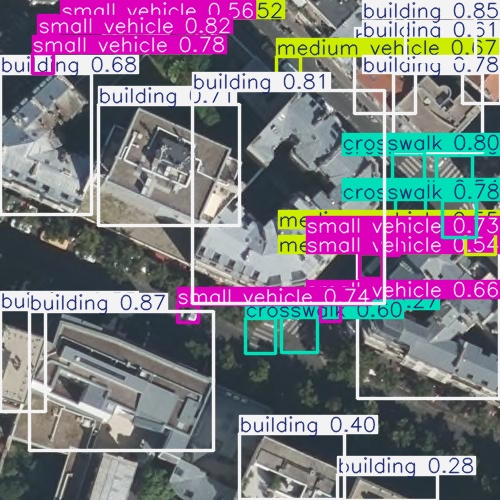 small vehicle 0.56
52
building 0.85
small vehicle 0.82
building 0.61
small vehicle 0.78
medium vehicle 0.67
building 0.68
building 0.78
building 0.81
building 0.71
crosswalk 0.80
crosswalk 0.78
small vehicle 0.73
small vehicle 0.54
small vehicle 0.66
small vehicle 0.74
building 0.87
crosswalk 0.60
building 0.40
building 0.28